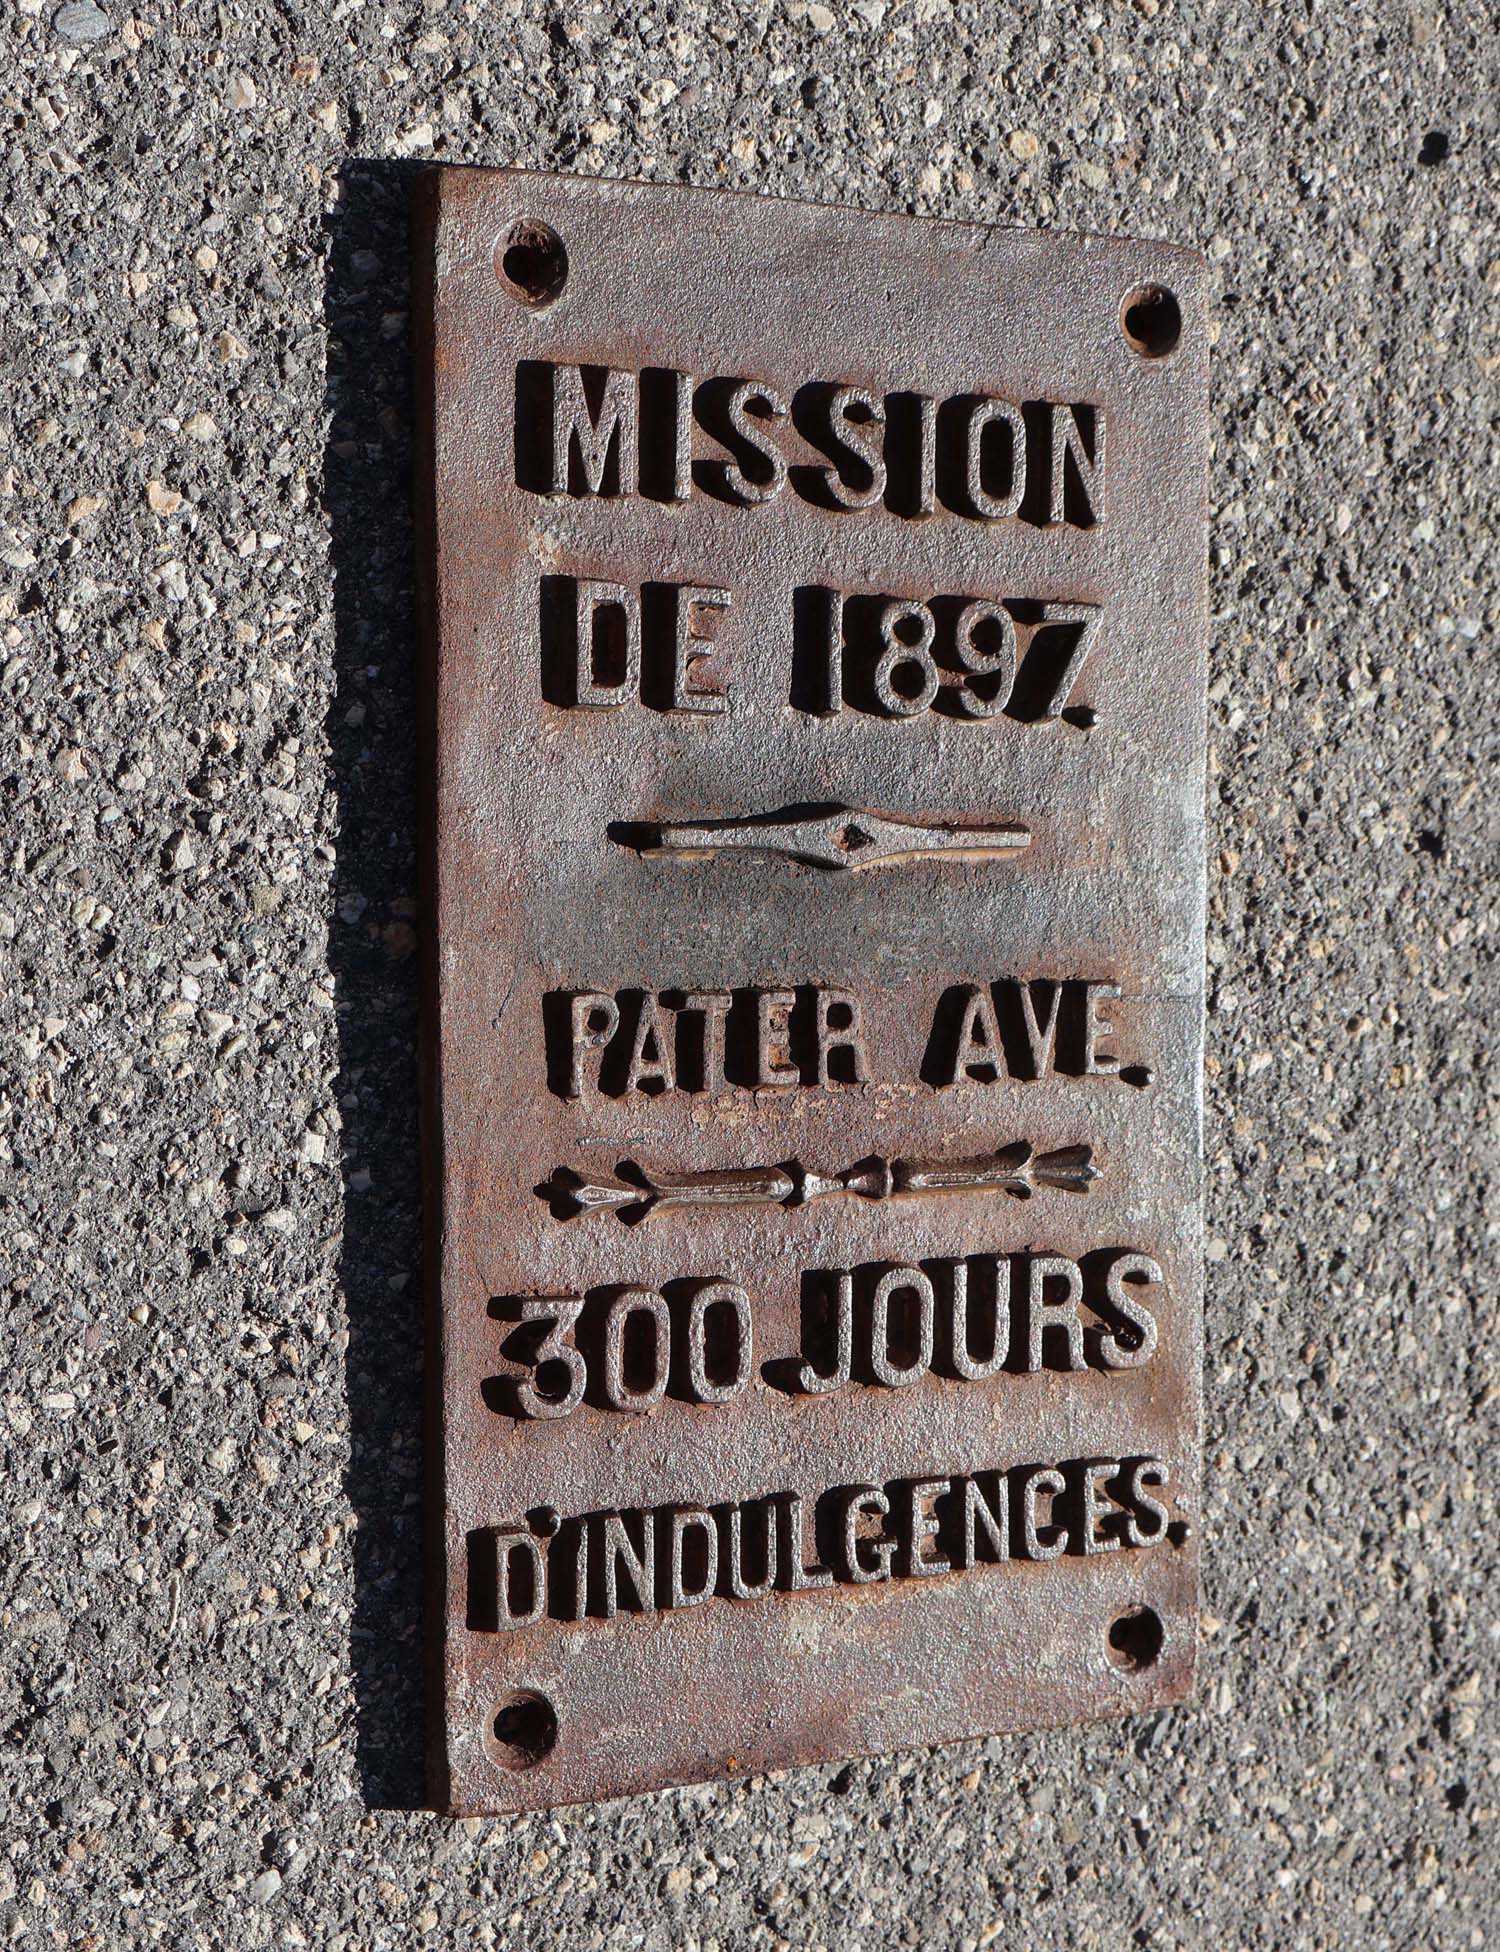 MISSION
DE 1897.
PATER AVE.
300 JOURS
D'INDULGENCES.